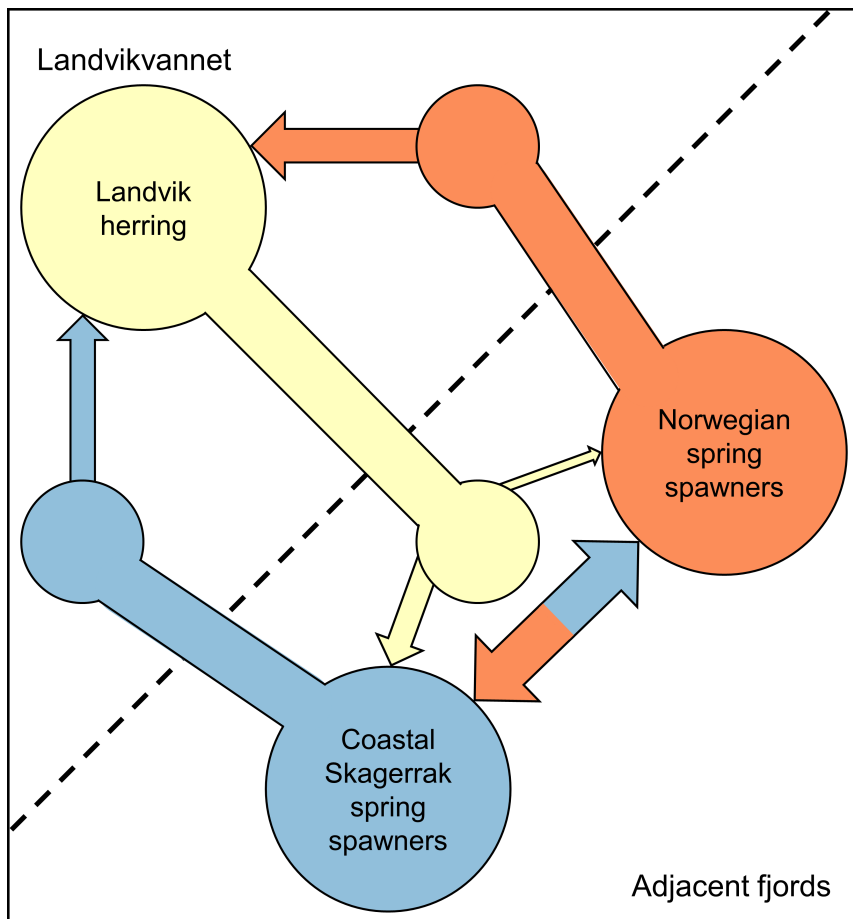 Landvikvannet
Landvik
herring
Norwegian
spring
spawners
Coastal
Skagerrak
spring
spawners
Adjacent fjords